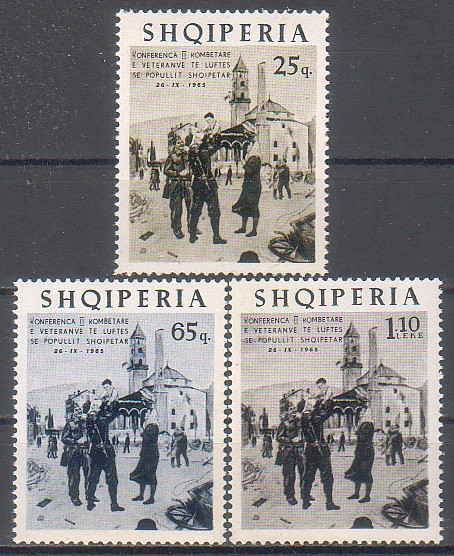 SHQIPERIA
KONFERENCA II KOMBETARE
E VETERANVE TE LUFTES
SE POPULLIT SHQIPETAR
26-IX-1965
25q.
SHQIPERIA
KONFERENCA II KOMBETARE
E VETERANVE TE LUFTES
SE POPULLIT SHQIPETAR
26-IX-1965
65q.
SHQIPERIA
KONFERENCA II KOMBETARE
E VETERANVE TE LUFTES
SE POPULLIT SHQIPETAR
26-IX-1965
1.10
LEKE